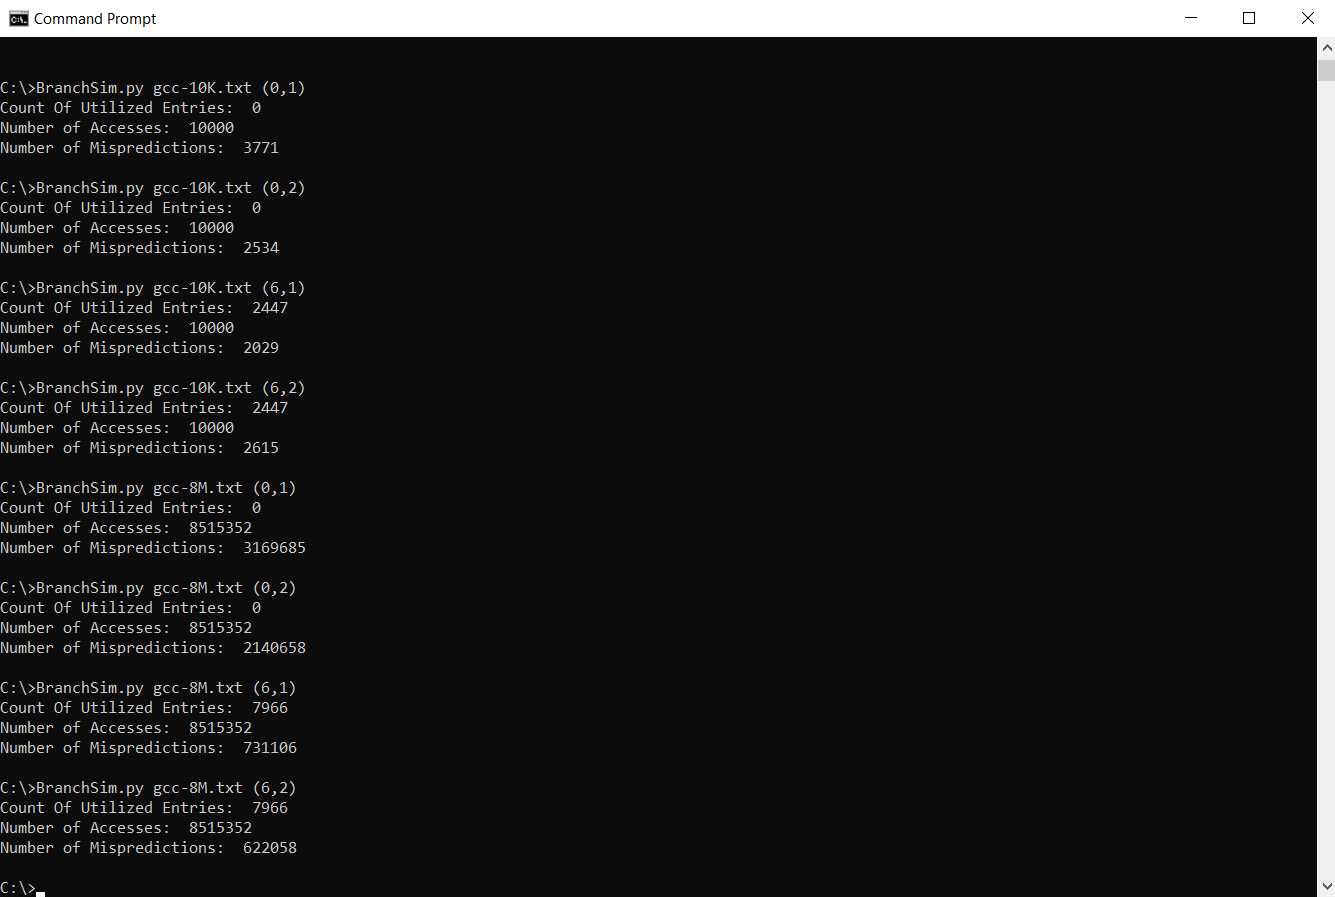 Command Prompt
C:\>BranchSim.py gcc-10K.txt (0,1)
Count Of Utilized Entries:  0
Number of Accesses:  10000
Number of Mispredictions:  3771
C:\>BranchSim.py gcc-10K.txt (0,2)
Count Of Utilized Entries:  0
Number of Accesses:  10000
Number of Mispredictions:  2534
C:\>BranchSim.py gcc-10K.txt (6,1)
Count Of Utilized Entries:  2447
Number of Accesses:  10000
Number of Mispredictions:  2029
C:\>BranchSim.py gcc-10K.txt (6,2)
Count Of Utilized Entries:  2447
Number of Accesses:  10000
Number of Mispredictions:  2615
C:\>BranchSim.py gcc-8M.txt (0,1)
Count Of Utilized Entries:  0
Number of Accesses:  8515352
Number of Mispredictions:  3169685
C:\>BranchSim.py gcc-8M.txt (0,2)
Count Of Utilized Entries:  0
Number of Accesses:  8515352
Number of Mispredictions:  2140658
C:\>BranchSim.py gcc-8M.txt (6,1)
Count Of Utilized Entries:  7966
Number of Accesses:  8515352
Number of Mispredictions:  731106
C:\>BranchSim.py gcc-8M.txt (6,2)
Count Of Utilized Entries:  7966
Number of Accesses:  8515352
Number of Mispredictions:  622058
C:\>